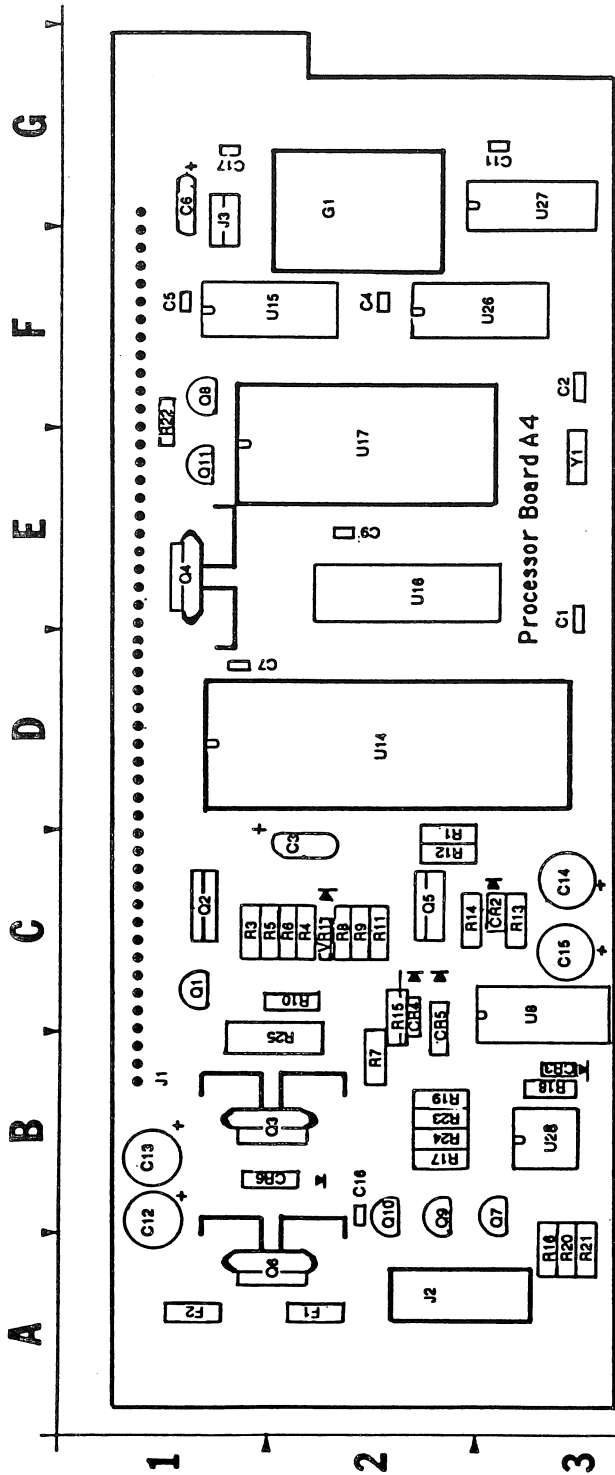 A B C D E F G
1
2
3
C13
C12
J1
F2
F1
Q6
CR6
Q3
R25
R10
Q1
Q2
R3
R5
R6
R4
VR1
R8
R9
R11
C3
+
C7
Q4
Q11
Q8
R22
C5
C6
+
J3
C17
G1
U15
U17
C9
U16
U14
C4
U26
U27
C11
C2
Y1
Processor Board A4
C1
R1
R12
Q5
R14
CR2
R13
C14
+
C15
+
R15
CR4
CR5
R7
U8
R19
R23
R24
R17
CR3
R18
U28
C16
Q10
Q9
Q7
J2
R16
R20
R21
+
+